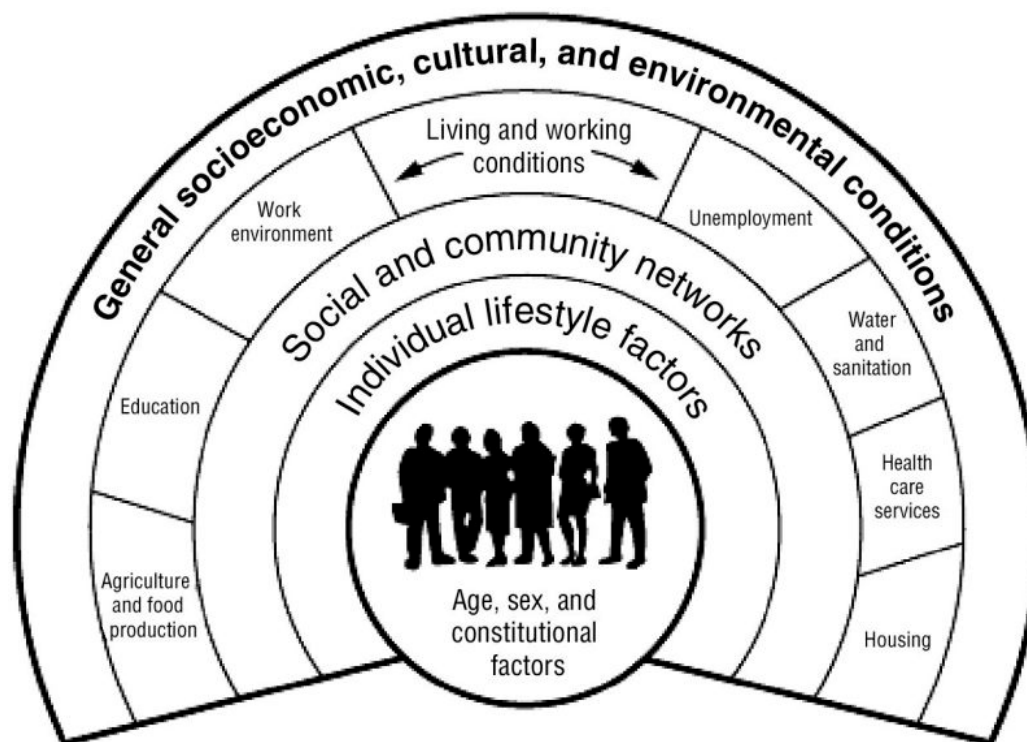 General socioeconomic, cultural, and environmental conditions
Living and working
conditions
Work
environment
Unemployment
Social and community networks
Individual lifestyle factors
Water
and
sanitation
Education
Health
care
services
Agriculture
and food
production
Age, sex, and
constitutional
factors
Housing